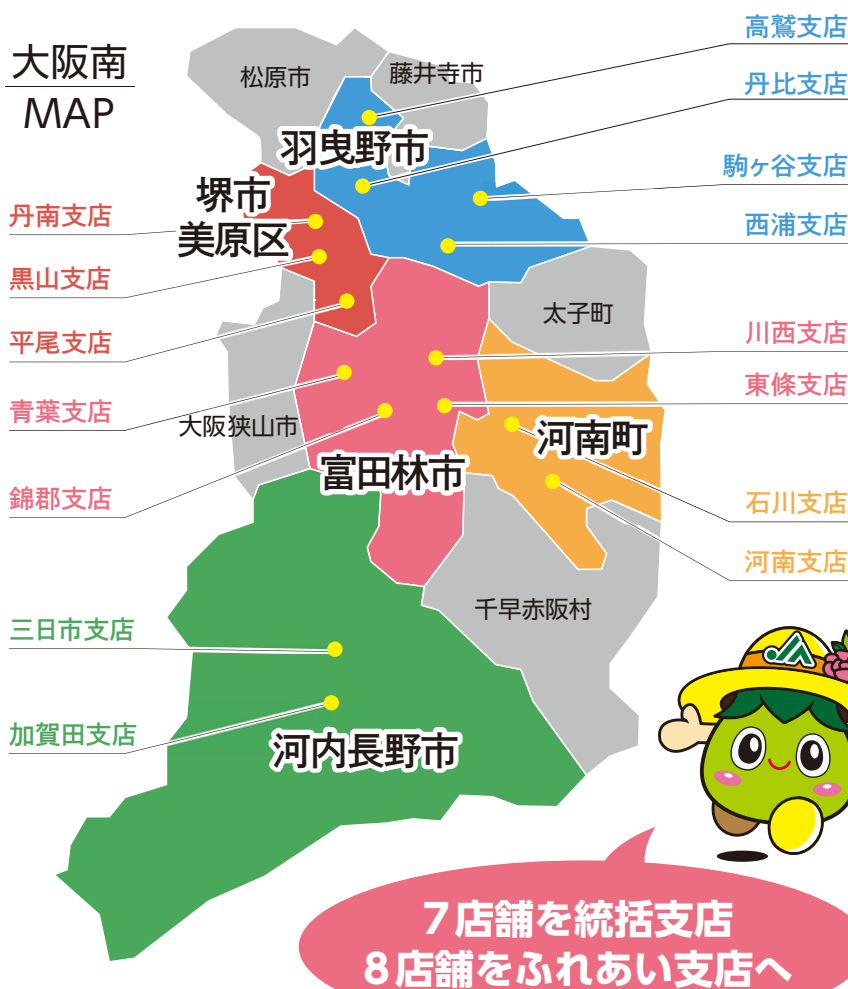 大阪南
MAP
松原市
藤井寺市
羽曳野市
堺市
美原区
太子町
大阪狭山市
富田林市
河南町
千早赤阪村
河内長野市
丹南支店
黒山支店
平尾支店
青葉支店
錦郡支店
三日市支店
加賀田支店
高鷲支店
丹比支店
駒ヶ谷支店
西浦支店
川西支店
東條支店
石川支店
河南支店
JA
7店舗を統括支店
8店舗をふれあい支店へ